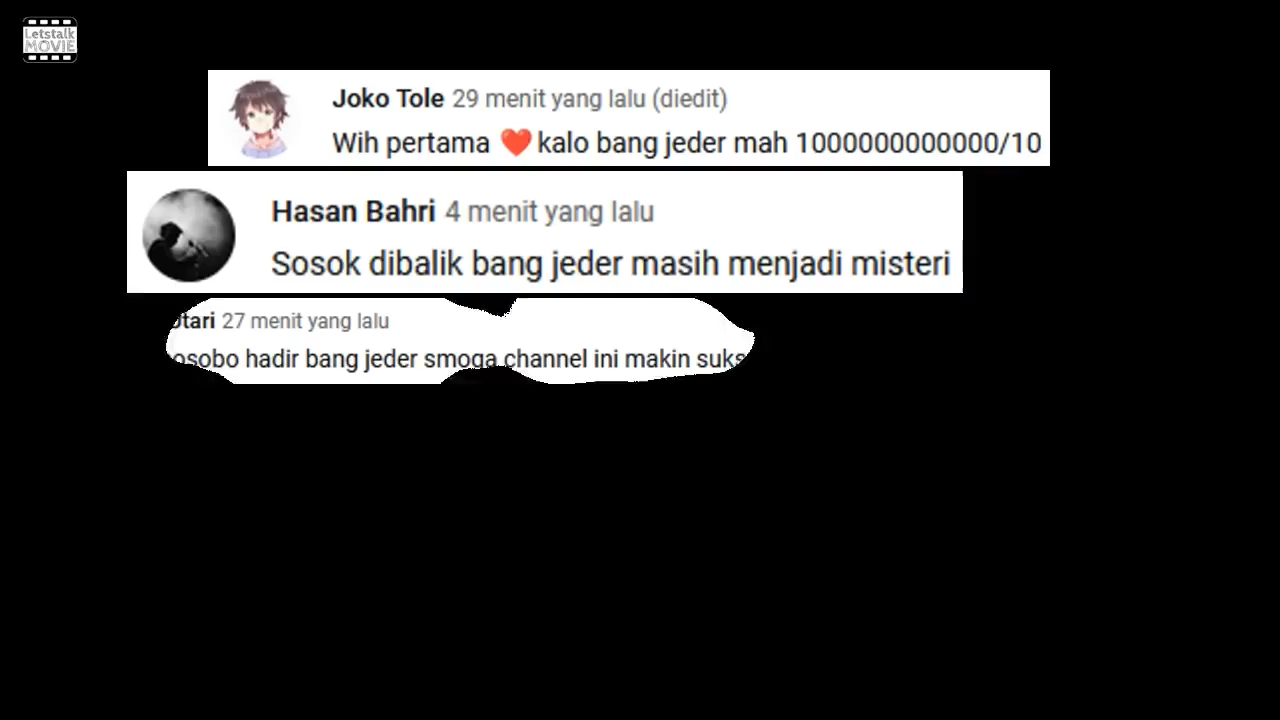 Letstalk
MOVIE
Joko Tole 29 menit yang lalu (diedit)
Wih pertama ❤️ kalo bang jeder mah 1000000000000/10
Hasan Bahri 4 menit yang lalu
Sosok dibalik bang jeder masih menjadi misteri
27 menit yang lalu
hadir bang jeder smoga channel ini makin